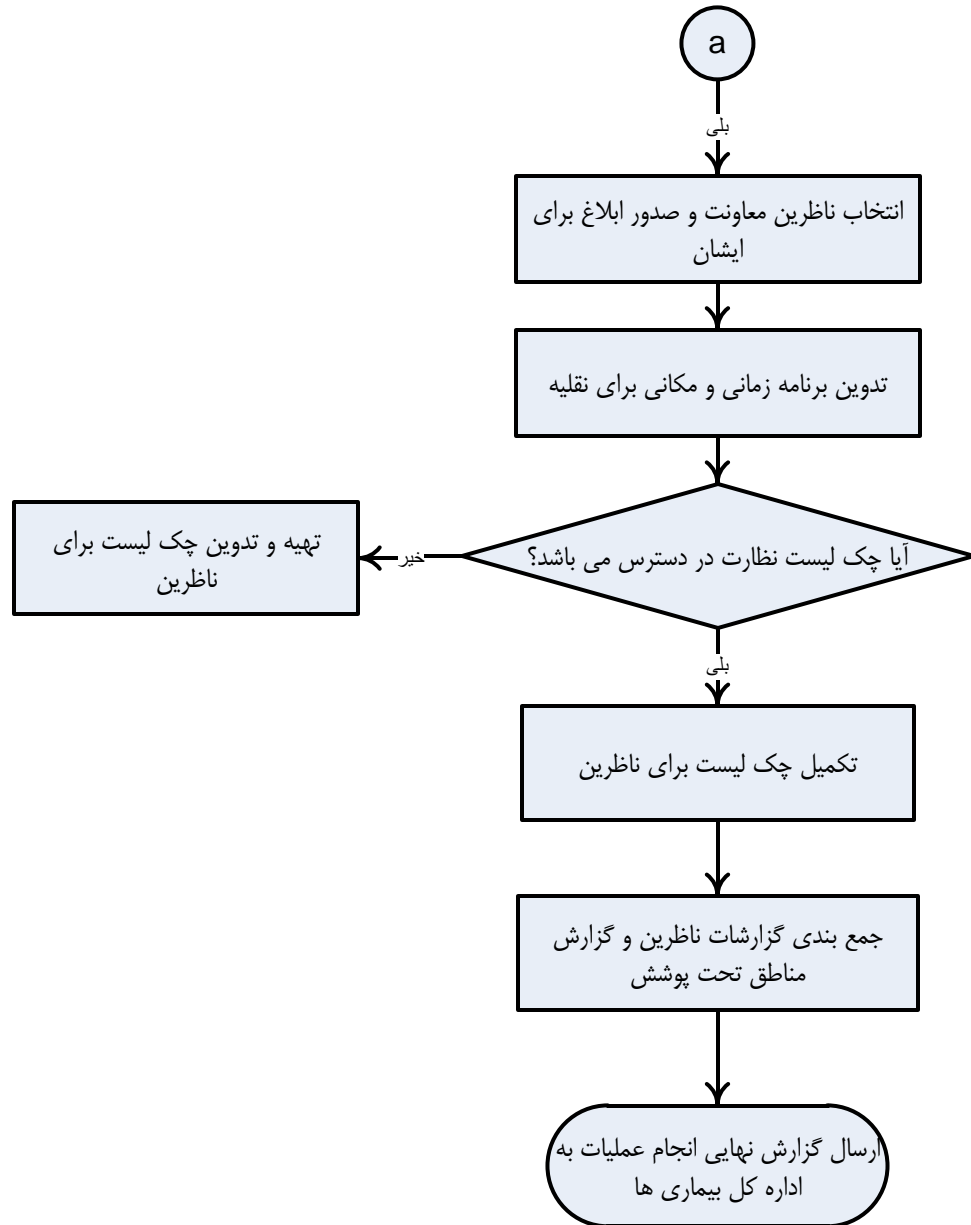 a
بلی
انتخاب ناظرین معاونت و صدور ابلاغ برای
ایشان
تدوین برنامه زمانی و مکانی برای نقلیه
آیا چک لیست نظارت در دسترس می باشد؟
خیر
تهیه و تدوین چک لیست برای
ناظرین
بلی
تکمیل چک لیست برای ناظرین
جمع بندی گزارشات ناظرین و گزارش
مناطق تحت پوشش
ارسال گزارش نهایی انجام عملیات به
اداره کل بیماری ها